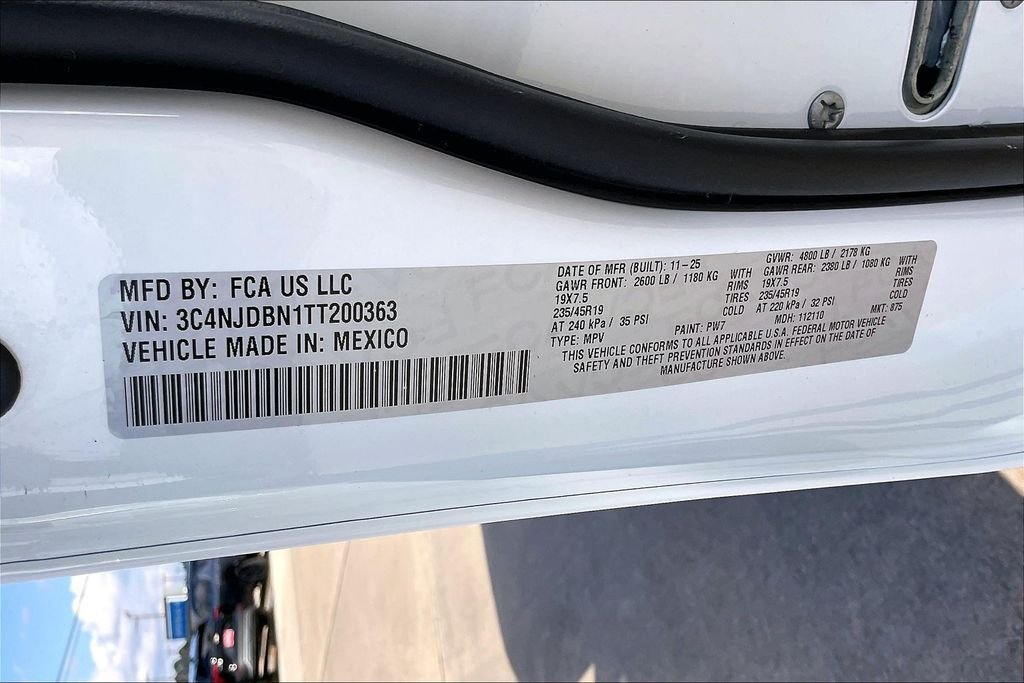 MFD BY: FCA US LLC
VIN: 3C4NJDBN1TT200363
VEHICLE MADE IN: MEXICO
DATE OF MFR (BUILT): 11-25
GAWR FRONT: 2600 LB / 1180 KG WITH
19X7.5 RIMS
235/45R19 TIRES
AT 240 kPa / 35 PSI COLD
TYPE: MPV
PAINT: PW7
GVWR: 4800 LB / 2178 KG
GAWR REAR: 2380 LB / 1080 KG WITH
19X7.5 RIMS
235/45R19 TIRES
AT 220 kPa / 32 PSI COLD
MDH: 112110 MKT: 875
THIS VEHICLE CONFORMS TO ALL APPLICABLE U.S.A. FEDERAL MOTOR VEHICLE
SAFETY AND THEFT PREVENTION STANDARDS IN EFFECT ON THE DATE OF
MANUFACTURE SHOWN ABOVE.